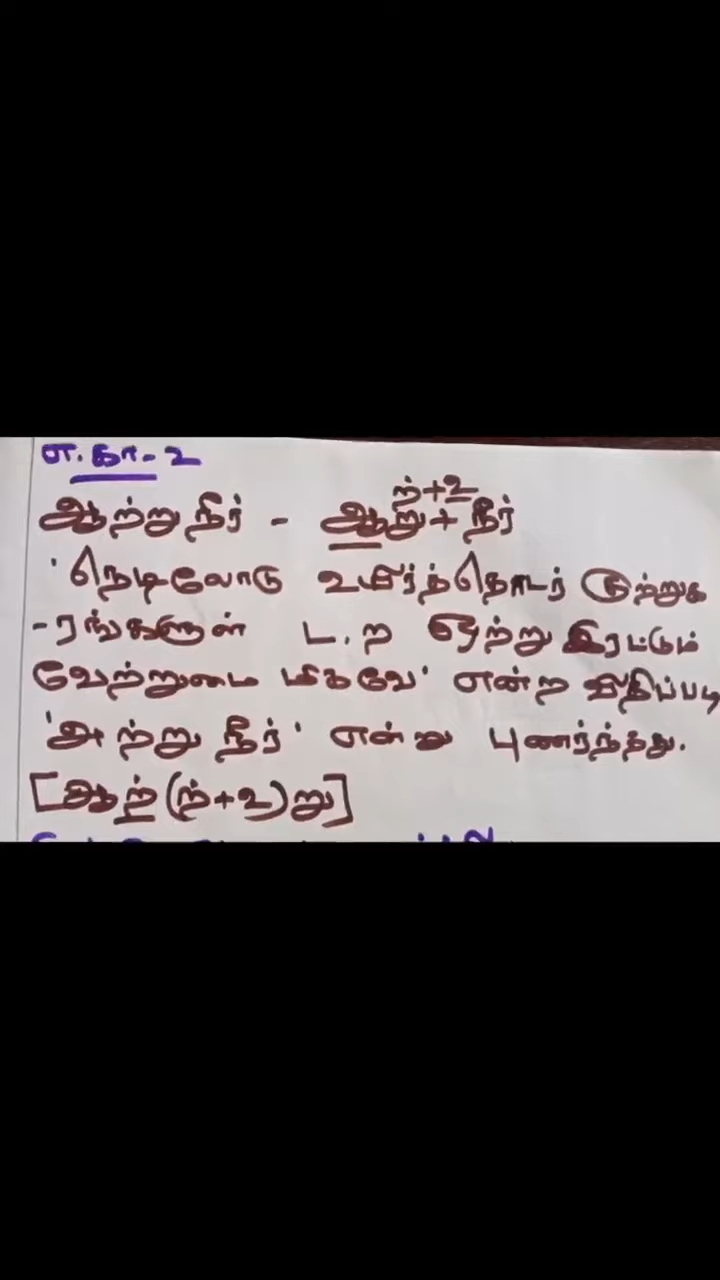 எ.கா-2
ற்+உ
ஆற்றுநீர் - ஆறு+ நீர்
'நெடிலோடு உயிர்த்தொடர் குற்றுக
-ரங்களுள் ட.ற ஒற்று இரட்டும்
வேற்றுமை மிகவே' என்ற விதிப்படி
'ஆற்று நீர்' என்று புணர்ந்தது.
[ஆற்(ற்+உ)று]